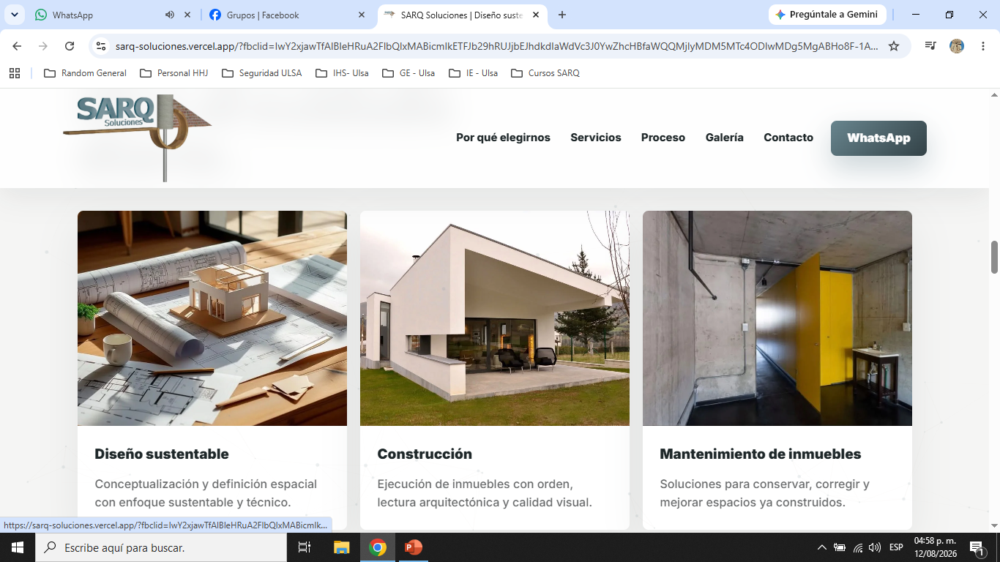 WhatsApp
Grupos | Facebook
SARQ Soluciones | Diseño suste
Pregúntale a Gemini
sarq-soluciones.vercel.app/?fbclid=IwY2xjawTfAlBleHRuA2FlbQIxMABicmlkETFJb29hRUJjbEJhdkdIaWdVc3J0YwZhcHBfaWQQMjIyMDM5MTc4ODIwMDg5MgABHo8F-1A...
Random General
Personal HHJ
Seguridad ULSA
IHS- Ulsa
GE - Ulsa
IE - Ulsa
Cursos SARQ
SARQ
Soluciones
Por qué elegirnos
Servicios
Proceso
Galería
Contacto
WhatsApp
Diseño sustentable
Conceptualización y definición espacial
con enfoque sustentable y técnico.
Construcción
Ejecución de inmuebles con orden,
lectura arquitectónica y calidad visual.
Mantenimiento de inmuebles
Soluciones para conservar, corregir y
mejorar espacios ya construidos.
https://sarq-soluciones.vercel.app/?fbclid=IwY2xjawTfAlBleHRuA2FlbQIxMABicmlk...
Escribe aquí para buscar.
ESP
04:58 p. m.
12/08/2026
1